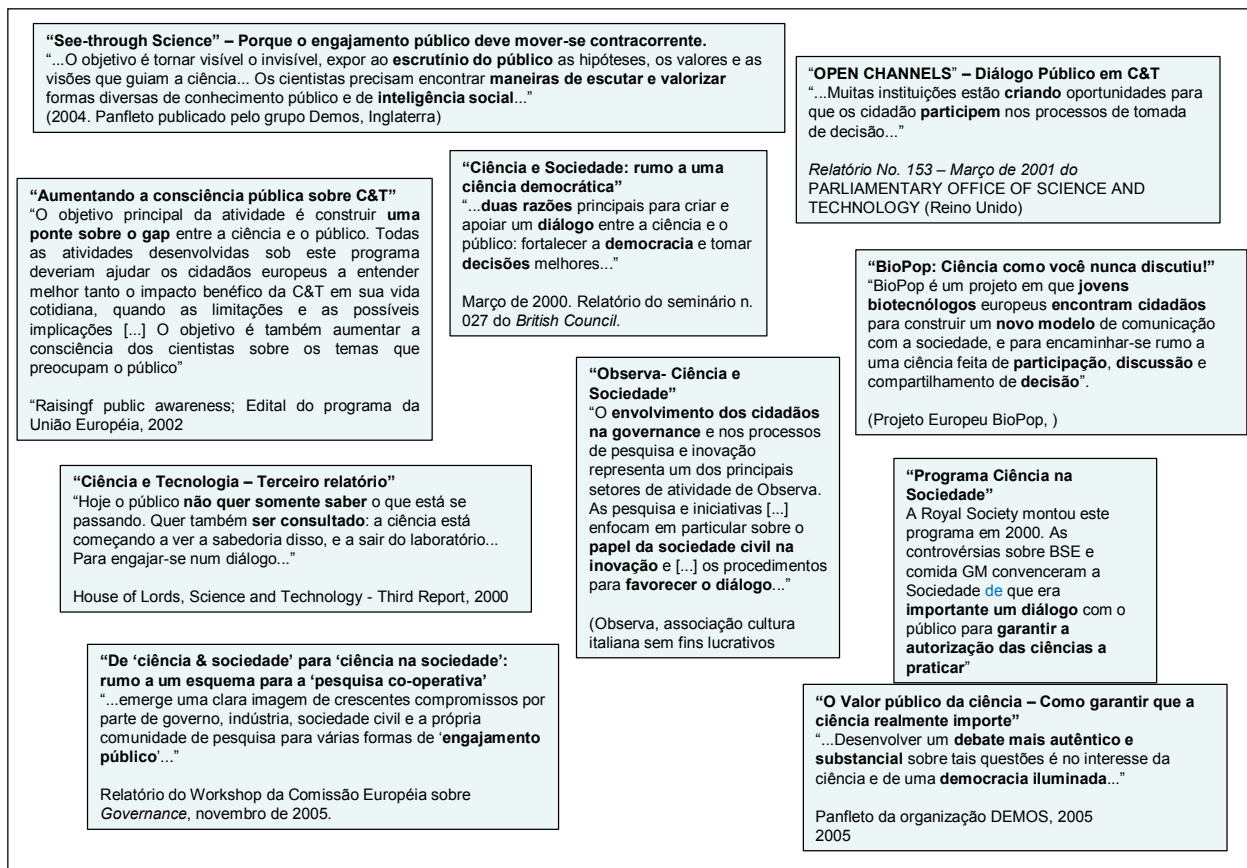 “See-through Science” – Porque o engajamento público deve mover-se contracorrente.
“...O objetivo é tornar visível o invisível, expor ao escrutínio do público as hipóteses, os valores e as
visões que guiam a ciência... Os cientistas precisam encontrar maneiras de escutar e valorizar
formas diversas de conhecimento público e de inteligência social...”
(2004. Panfleto publicado pelo grupo Demos, Inglaterra)
“OPEN CHANNELS” – Diálogo Público em C&T
“...Muitas instituições estão criando oportunidades para
que os cidadão participem nos processos de tomada
de decisão...”
Relatório No. 153 – Março de 2001 do
PARLIAMENTARY OFFICE OF SCIENCE AND
TECHNOLOGY (Reino Unido)
“Ciência e Sociedade: rumo a uma
ciência democrática”
“...duas razões principais para criar e
apoiar um diálogo entre a ciência e o
público: fortalecer a democracia e tomar
decisões melhores...”
Março de 2000. Relatório do seminário n.
027 do British Council.
“Aumentando a consciência pública sobre C&T”
“O objetivo principal da atividade é construir uma
ponte sobre o gap entre a ciência e o público. Todas
as atividades desenvolvidas sob este programa
deveriam ajudar os cidadãos europeus a entender
melhor tanto o impacto benéfico da C&T em sua vida
cotidiana, quando as limitações e as possíveis
implicações [...] O objetivo é também aumentar a
consciência dos cientistas sobre os temas que
preocupam o público”
“Raisingf public awareness; Edital do programa da
União Européia, 2002
“BioPop: Ciência como você nunca discutiu!”
“BioPop é um projeto em que jovens
biotecnólogos europeus encontram cidadãos
para construir um novo modelo de comunicação
com a sociedade, e para encaminhar-se rumo a
uma ciência feita de participação, discussão e
compartilhamento de decisão”.
(Projeto Europeu BioPop, )
“Observa- Ciência e
Sociedade”
“O envolvimento dos cidadãos
na governance e nos processos
de pesquisa e inovação
representa um dos principais
setores de atividade de Observa.
As pesquisa e iniciativas [...]
enfocam em particular sobre o
papel da sociedade civil na
inovação e [...] os procedimentos
para favorecer o diálogo...”
(Observa, associação cultura
italiana sem fins lucrativos
“Ciência e Tecnologia – Terceiro relatório”
“Hoje o público não quer somente saber o que está se
passando. Quer também ser consultado: a ciência está
começando a ver a sabedoria disso, e a sair do laboratório...
Para engajar-se num diálogo...”
House of Lords, Science and Technology - Third Report, 2000
“Programa Ciência na
Sociedade”
A Royal Society montou este
programa em 2000. As
controvérsias sobre BSE e
comida GM convenceram a
Sociedade de que era
importante um diálogo com o
público para garantir a
autorização das ciências a
praticar”
“De ‘ciência & sociedade’ para ‘ciência na sociedade’:
rumo a um esquema para a ‘pesquisa co-operativa’
“...emerge uma clara imagem de crescentes compromissos por
parte de governo, indústria, sociedade civil e a própria
comunidade de pesquisa para várias formas de ‘engajamento
público’...”
Relatório do Workshop da Comissão Européia sobre
Governance, novembro de 2005.
“O Valor público da ciência – Como garantir que a
ciência realmente importe”
“...Desenvolver um debate mais autêntico e
substancial sobre tais questões é no interesse da
ciência e de uma democracia iluminada...”
Panfleto da organização DEMOS, 2005
2005